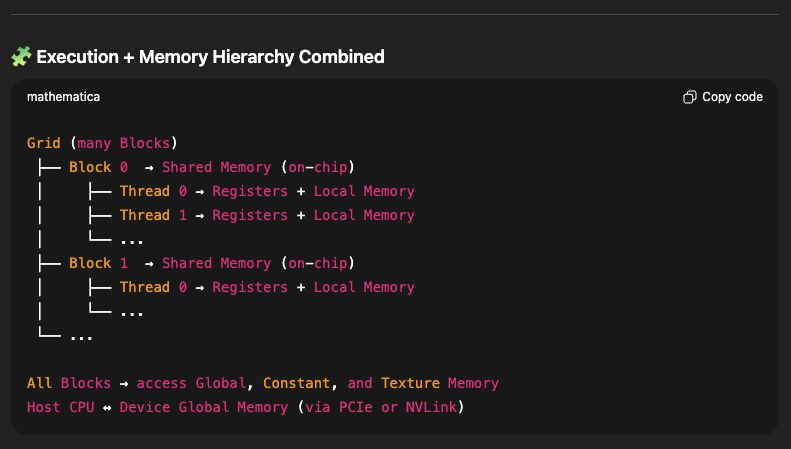 🧩 Execution + Memory Hierarchy Combined
mathematica
Copy code
Grid (many Blocks)
├── Block 0  → Shared Memory (on-chip)
│     ├── Thread 0 → Registers + Local Memory
│     ├── Thread 1 → Registers + Local Memory
│     └── ...
├── Block 1  → Shared Memory (on-chip)
│     ├── Thread 0 → Registers + Local Memory
│     └── ...
└── ...
All Blocks → access Global, Constant, and Texture Memory
Host CPU ↔ Device Global Memory (via PCIe or NVLink)